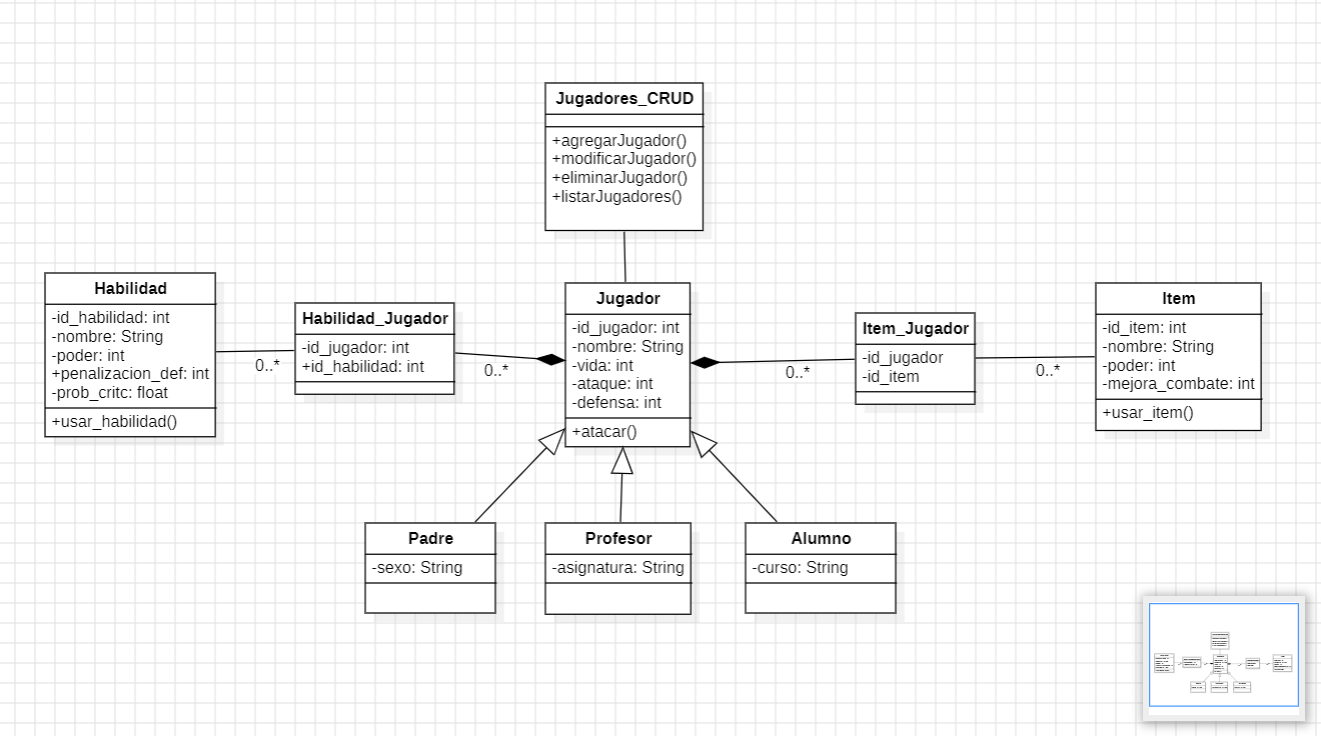 Jugadores_CRUD
+agregarJugador()
+modificarJugador()
+eliminarJugador()
+listarJugadores()
Habilidad
-id_habilidad: int
-nombre: String
-poder: int
+penalizacion_def: int
-prob_critc: float
+usar_habilidad()
0..*
Habilidad_Jugador
-id_jugador: int
+id_habilidad: int
0..*
Jugador
-id_jugador: int
-nombre: String
-vida: int
-ataque: int
-defensa: int
+atacar()
0..*
Item_Jugador
-id_jugador
-id_item
0..*
Item
-id_item: int
-nombre: String
-poder: int
-mejora_combate: int
+usar_item()
Padre
-sexo: String
Profesor
-asignatura: String
Alumno
-curso: String